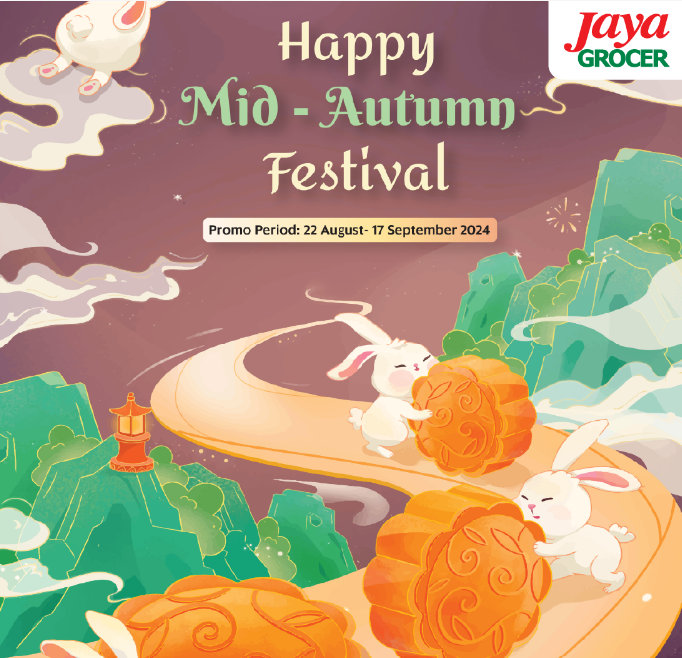 Jaya
GROCER
Happy
Mid - Autumn
Festival
Promo Period: 22 August- 17 September 2024